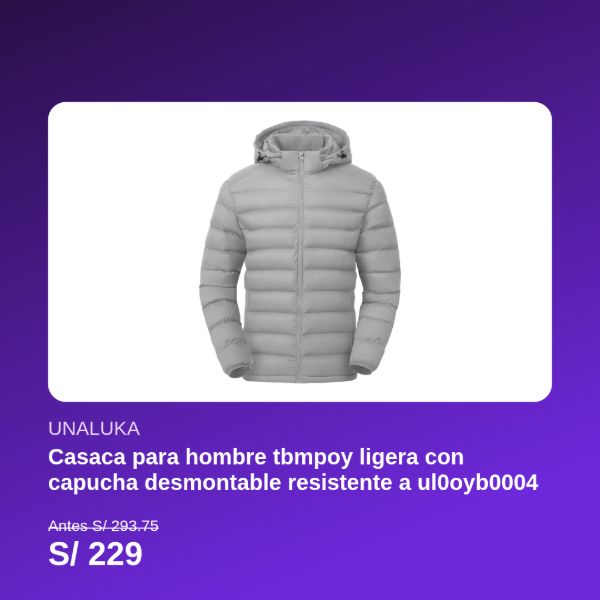 UNALUKA
Casaca para hombre tbmpoy ligera con
capucha desmontable resistente a ul0oyb0004
Antes S/ 293.75
S/ 229